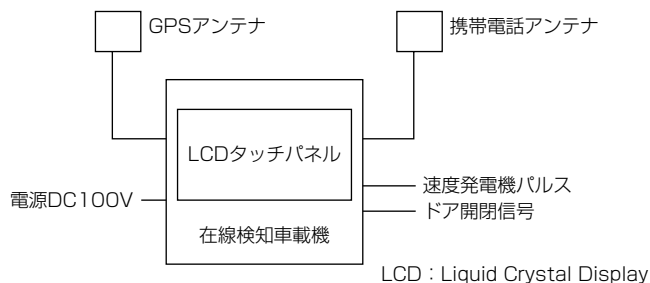 GPSアンテナ
携帯電話アンテナ
LCDタッチパネル
電源DC100V
速度発電機パルス
ドア開閉信号
在線検知車載機
LCD：Liquid Crystal Display